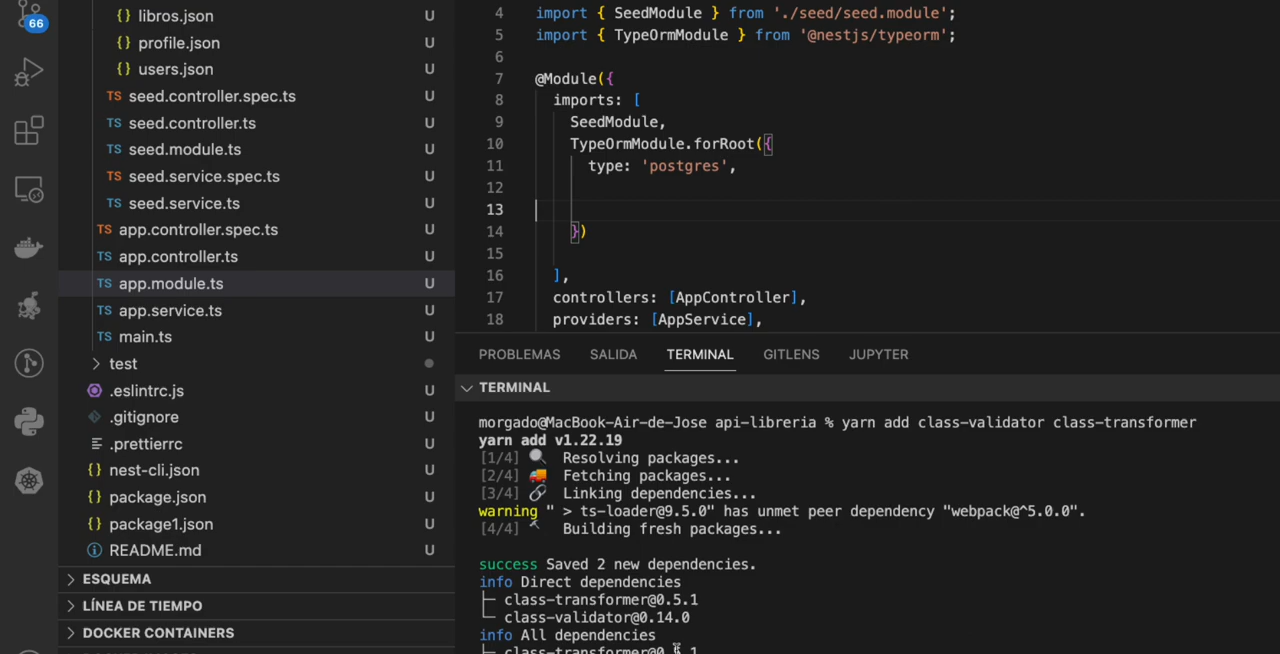 66
{} libros.json U
{} profile.json U
{} users.json U
TS seed.controller.spec.ts U
TS seed.controller.ts U
TS seed.module.ts U
TS seed.service.spec.ts U
TS seed.service.ts U
TS app.controller.spec.ts U
TS app.controller.ts U
TS app.module.ts U
TS app.service.ts U
TS main.ts U
test
.eslintrc.js U
.gitignore U
.prettierrc U
{} nest-cli.json U
{} package.json U
{} package1.json U
README.md U
ESQUEMA
LÍNEA DE TIEMPO
DOCKER CONTAINERS
4 import { SeedModule } from './seed/seed.module';
5 import { TypeOrmModule } from '@nestjs/typeorm';
6
7 @Module({
8 imports: [
9 SeedModule,
10 TypeOrmModule.forRoot({
11 type: 'postgres',
12
13
14 })
15
16 ],
17 controllers: [AppController],
18 providers: [AppService],
PROBLEMAS SALIDA TERMINAL GITLENS JUPYTER
TERMINAL
morgado@MacBook-Air-de-Jose api-libreria % yarn add class-validator class-transformer
yarn add v1.22.19
[1/4] 🔍 Resolving packages...
[2/4] 🚚 Fetching packages...
[3/4] 🔗 Linking dependencies...
warning " > ts-loader@9.5.0" has unmet peer dependency "webpack@^5.0.0".
[4/4] 🔨 Building fresh packages...
success Saved 2 new dependencies.
info Direct dependencies
├─ class-transformer@0.5.1
└─ class-validator@0.14.0
info All dependencies
├─ class-transformer@0.5.1